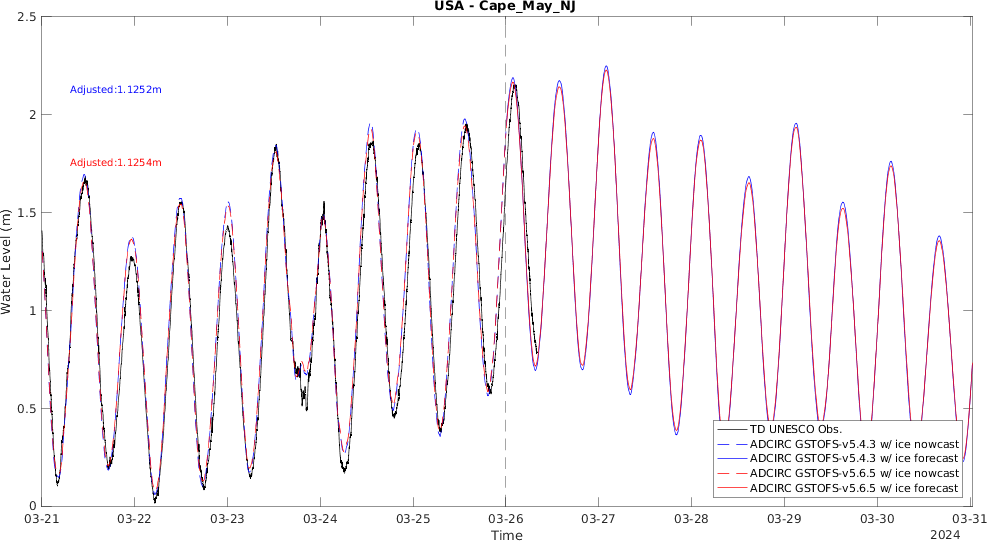 USA - Cape_May_NJ
2.5
2
1.5
1
0.5
0
Water Level (m)
Adjusted:1.1252m
Adjusted:1.1254m
TD UNESCO Obs.
ADCIRC GSTOFS-v5.4.3 w/ ice nowcast
ADCIRC GSTOFS-v5.4.3 w/ ice forecast
ADCIRC GSTOFS-v5.6.5 w/ ice nowcast
ADCIRC GSTOFS-v5.6.5 w/ ice forecast
03-21 03-22 03-23 03-24 03-25 03-26 03-27 03-28 03-29 03-30 03-31
Time
2024